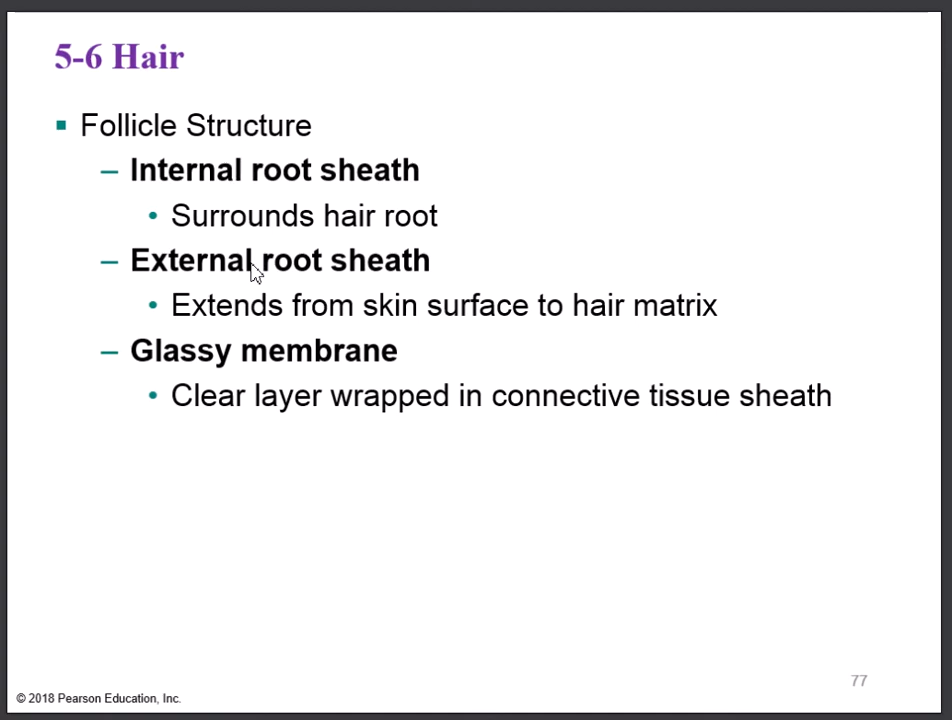 5-6 Hair
Follicle Structure
– Internal root sheath
• Surrounds hair root
– External root sheath
• Extends from skin surface to hair matrix
– Glassy membrane
• Clear layer wrapped in connective tissue sheath
77
© 2018 Pearson Education, Inc.